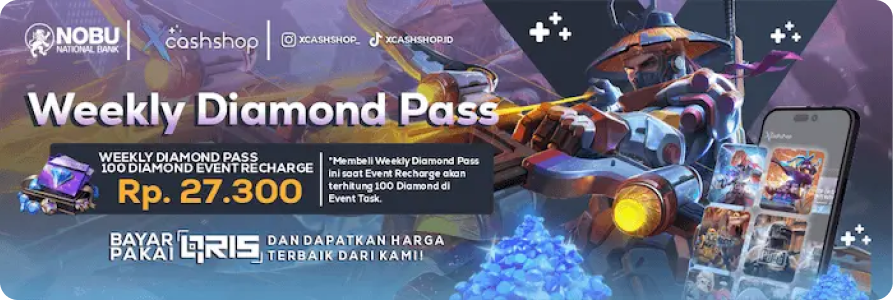 NOBU
NATIONAL BANK
Xcashshop
XCASHSHOP_
XCASHSHOP.ID
Weekly Diamond Pass
WEEKLY DIAMOND PASS
100 DIAMOND EVENT RECHARGE
Rp. 27.300
*Membeli Weekly Diamond Pass
ini saat Event Recharge akan
terhitung 100 Diamond di
Event Task.
BAYAR
PAKAI
QRIS
DAN DAPATKAN HARGA
TERBAIK DARI KAMI!
Xcashshop